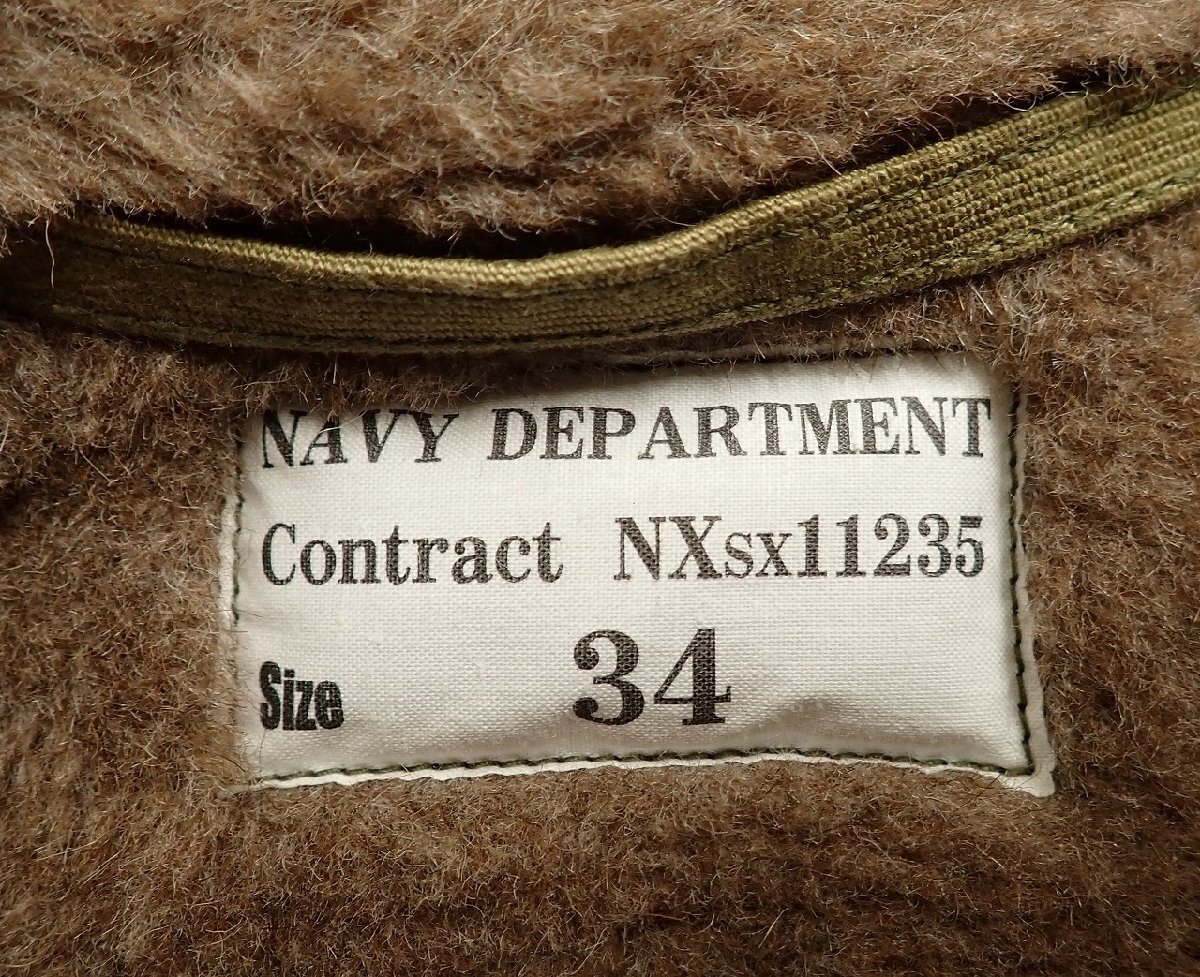 NAVY DEPARTMENT
Contract NXsx11235
Size 34